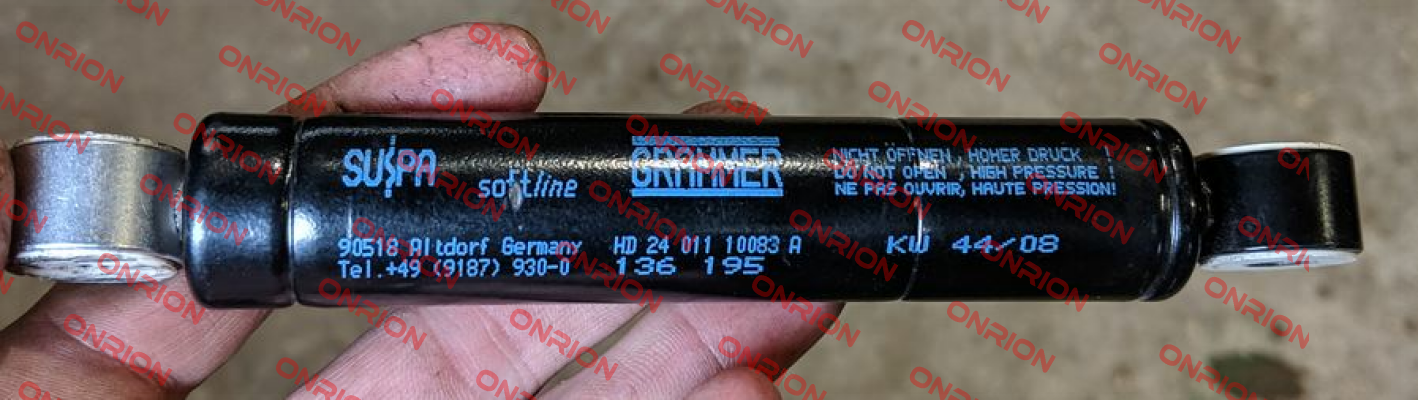 SUSPA
softline
GRAMMER
NICHT ÖFFNEN , HOHER DRUCK !
DO NOT OPEN , HIGH PRESSURE !
NE PAS OUVRIR, HAUTE PRESSION!
90518 Altdorf Germany HD 24 011 10083 A
Tel.+49 (9187) 930-0 136 195
KW 44/08
ONRION